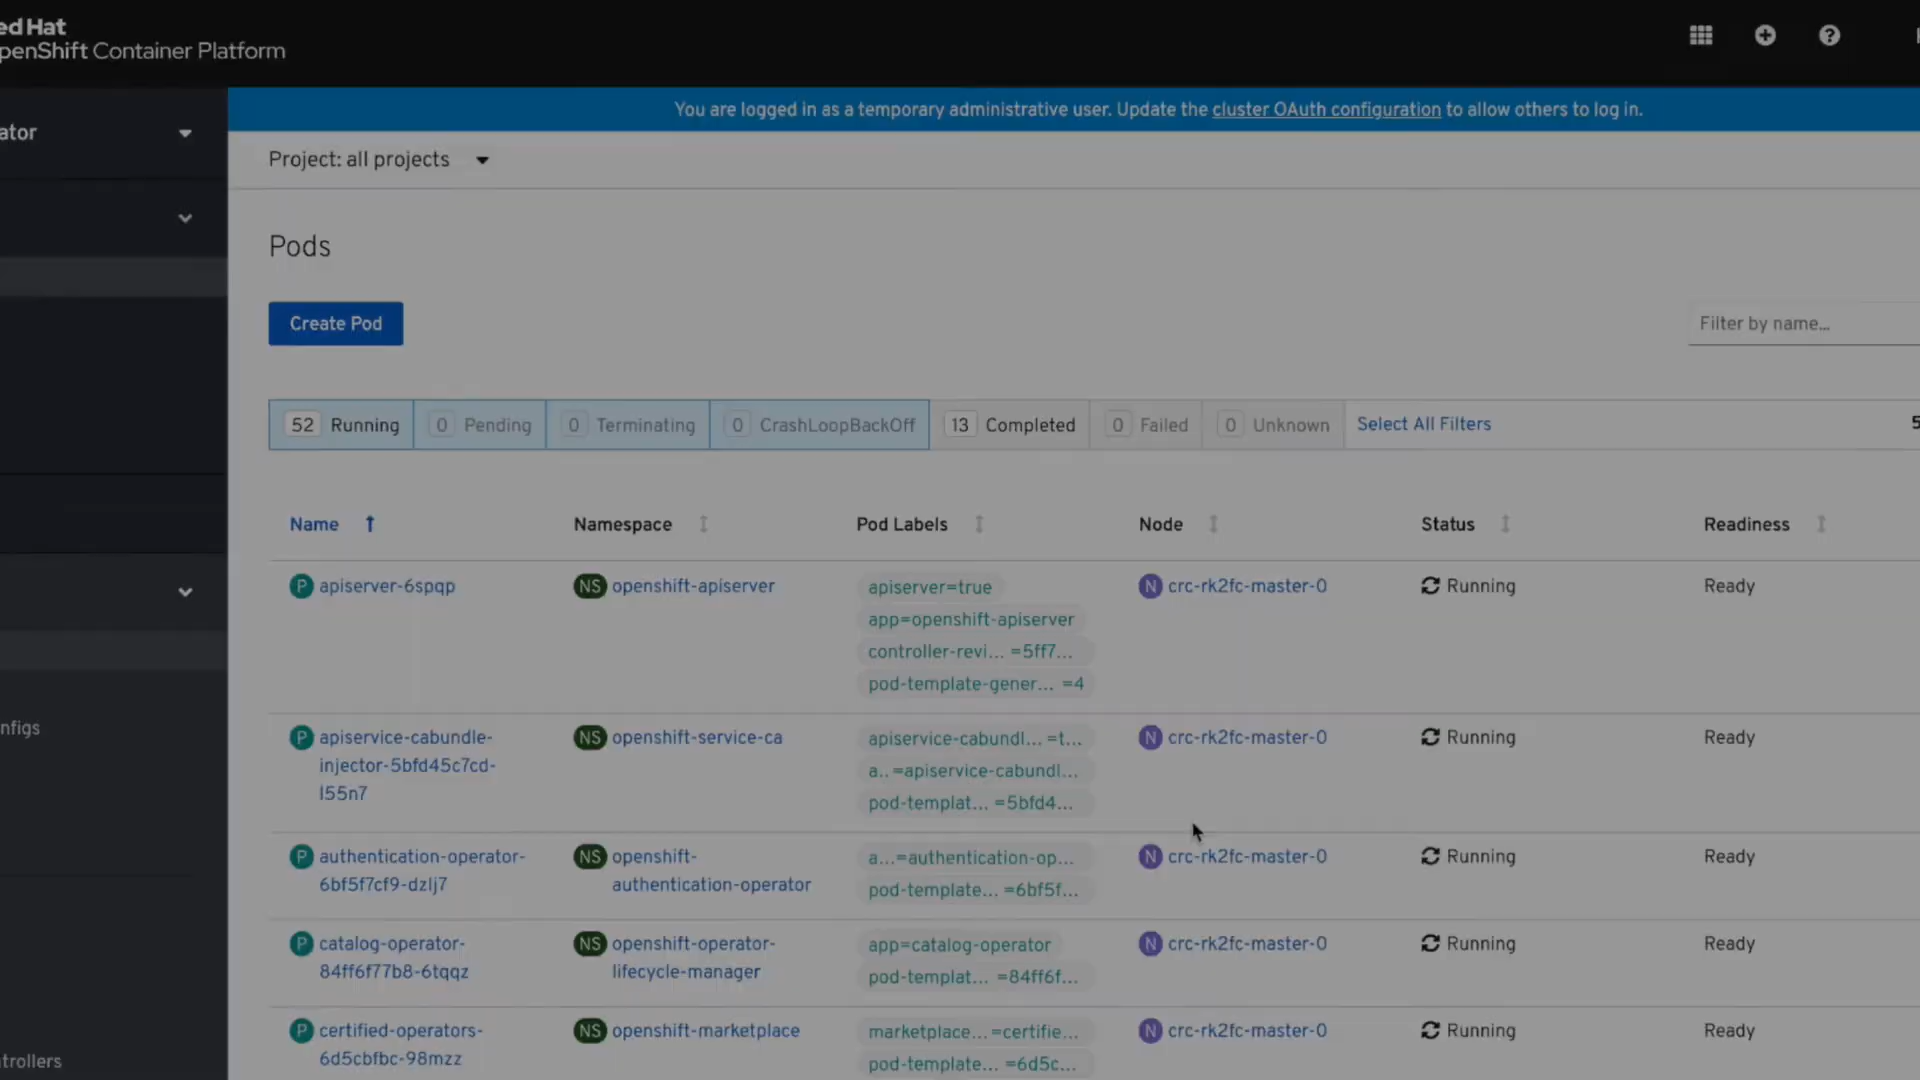 ed Hat
penShift Container Platform
ator
You are logged in as a temporary administrative user. Update the cluster OAuth configuration to allow others to log in.
Project: all projects
Pods
Create Pod
Filter by name...
52 Running 0 Pending 0 Terminating 0 CrashLoopBackOff 13 Completed 0 Failed 0 Unknown Select All Filters 5
Name Namespace Pod Labels Node Status Readiness
P apiserver-6spqp NS openshift-apiserver apiserver=true N crc-rk2fc-master-0 Running Ready
app=openshift-apiserver
controller-revi... =5ff7...
pod-template-gener... =4
P apiservice-cabundle- NS openshift-service-ca apiservice-cabundl... =t... N crc-rk2fc-master-0 Running Ready
injector-5bfd45c7cd- a.. =apiservice-cabundl...
l55n7 pod-templat... =5bfd4...
nfigs
P authentication-operator- NS openshift- a...=authentication-op... N crc-rk2fc-master-0 Running Ready
6bf5f7cf9-dzlj7 authentication-operator pod-template... =6bf5f...
P catalog-operator- NS openshift-operator- app=catalog-operator N crc-rk2fc-master-0 Running Ready
84ff6f77b8-6tqqz lifecycle-manager pod-templat... =84ff6f...
P certified-operators- NS openshift-marketplace marketplace... =certifie... N crc-rk2fc-master-0 Running Ready
6d5cbfbc-98mzz pod-template... =6d5c...
trollers